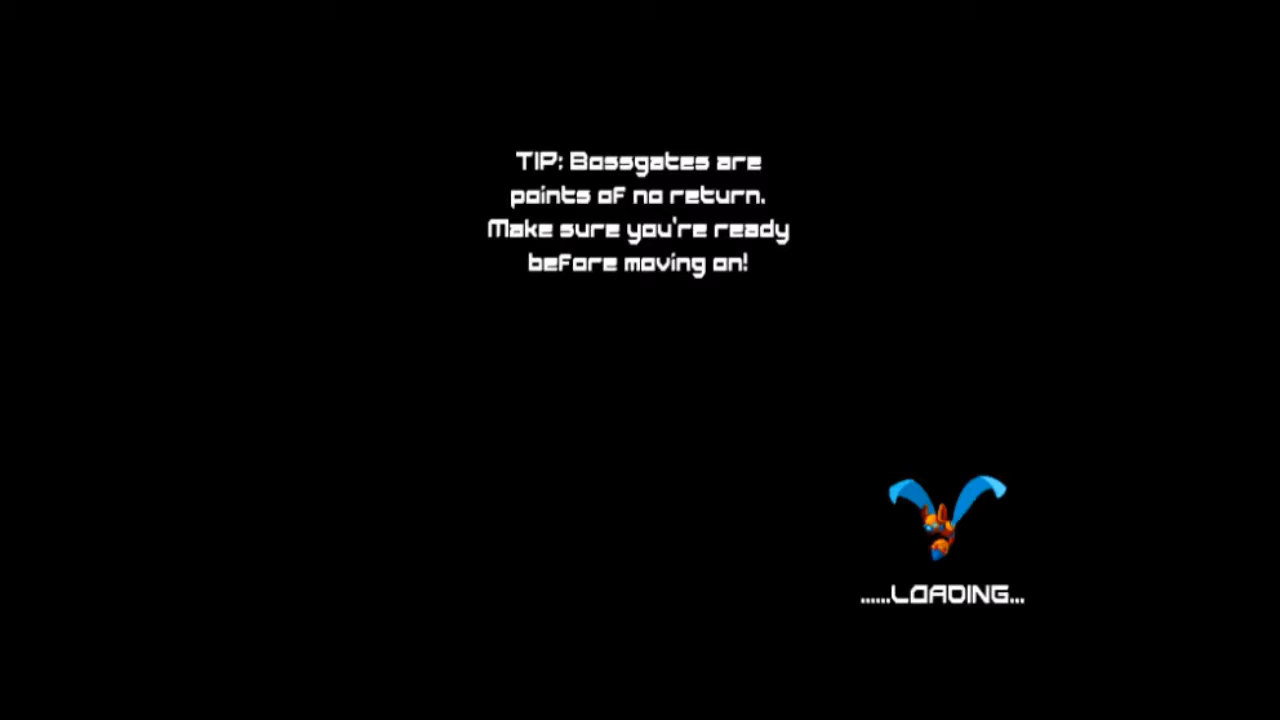 TIP: Bossgates are
points of no return.
Make sure you're ready
before moving on!
......LOADING...